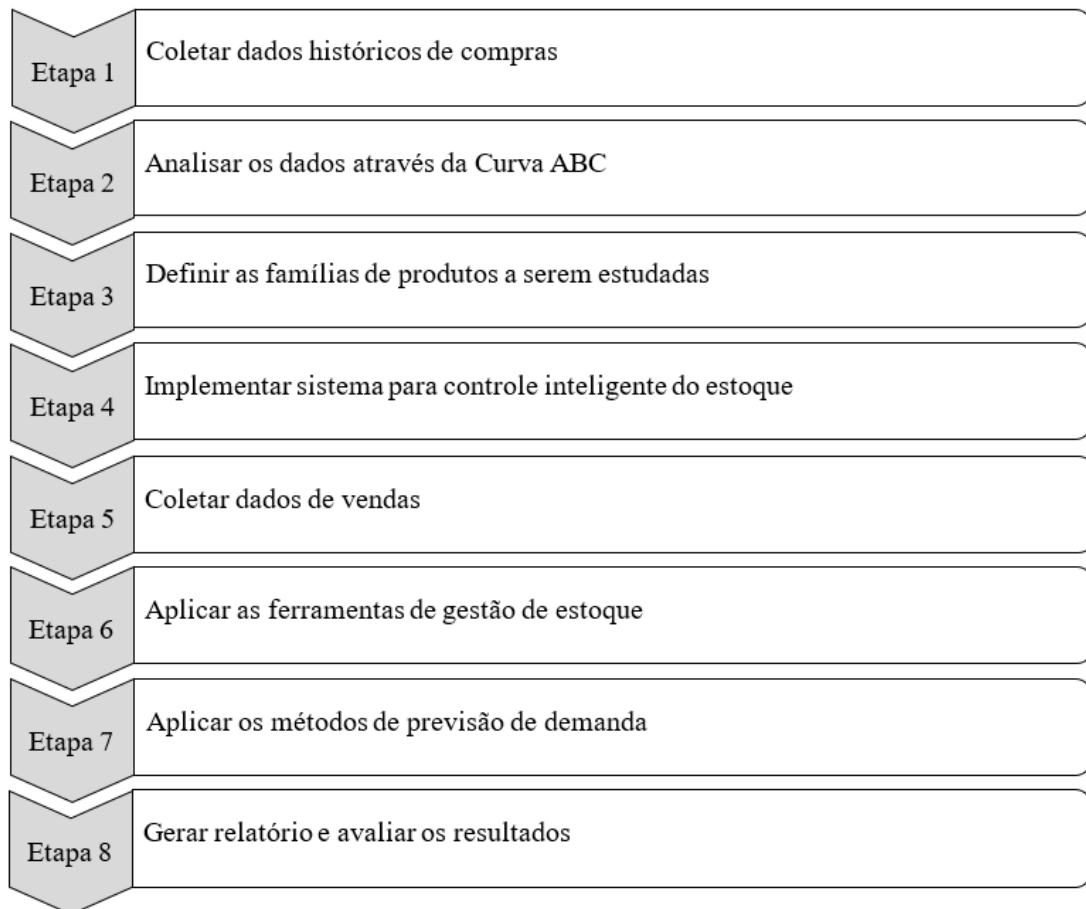 Etapa 1
Coletar dados históricos de compras
Etapa 2
Analisar os dados através da Curva ABC
Etapa 3
Definir as famílias de produtos a serem estudadas
Etapa 4
Implementar sistema para controle inteligente do estoque
Etapa 5
Coletar dados de vendas
Etapa 6
Aplicar as ferramentas de gestão de estoque
Etapa 7
Aplicar os métodos de previsão de demanda
Etapa 8
Gerar relatório e avaliar os resultados